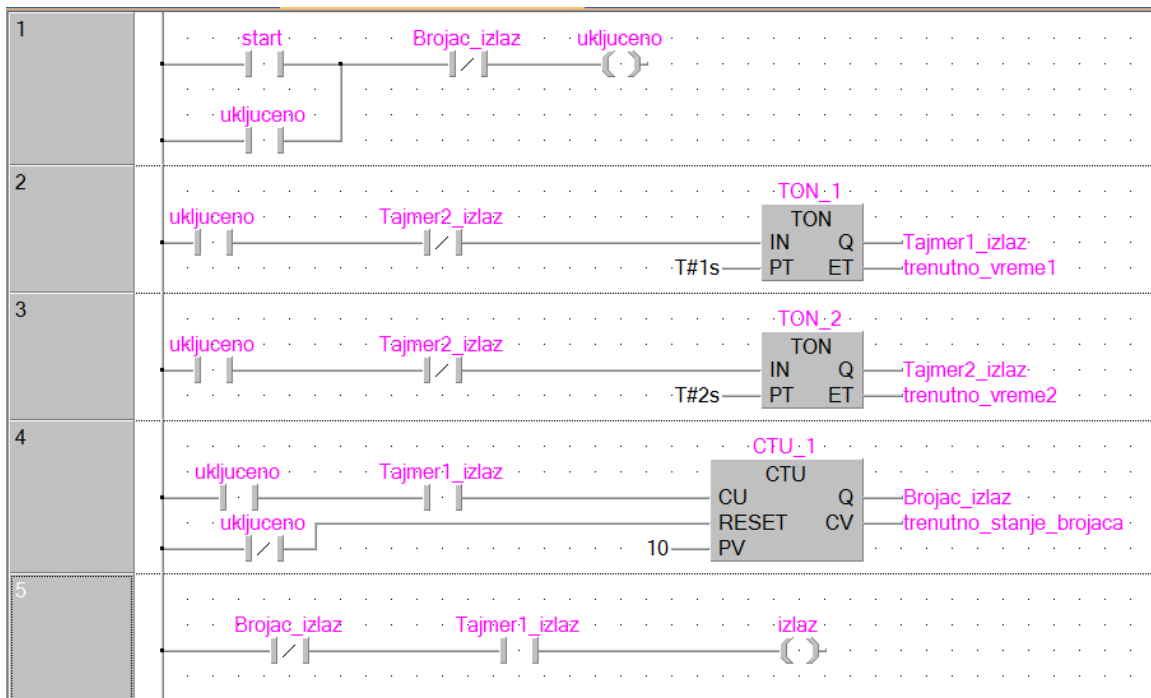 1
start Brojac_izlaz ukljuceno
ukljuceno
2
TON_1
ukljuceno Tajmer2_izlaz TON
IN Q Tajmer1_izlaz
T#1s PT ET trenutno_vreme1
3
TON_2
ukljuceno Tajmer2_izlaz TON
IN Q Tajmer2_izlaz
T#2s PT ET trenutno_vreme2
4
CTU_1
ukljuceno Tajmer1_izlaz CTU
CU Q Brojac_izlaz
ukljuceno RESET CV trenutno_stanje_brojaca
10 PV
5
Brojac_izlaz Tajmer1_izlaz izlaz